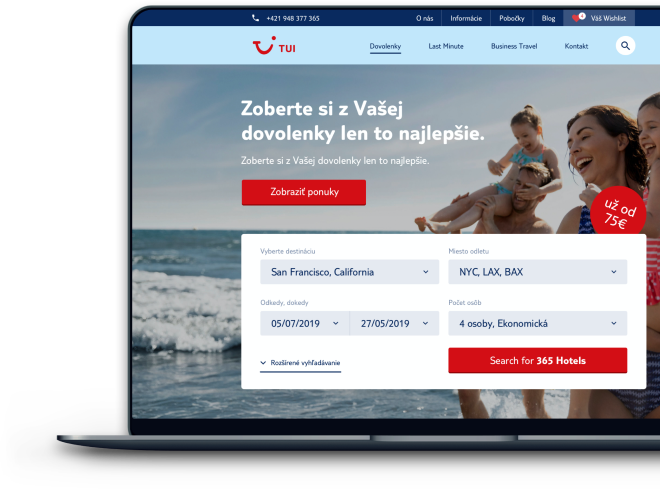 +421 948 377 365
O nás
Informácie
Pobočky
Blog
4
Váš Wishlist
TUI
Dovolenky
Last Minute
Business Travel
Kontakt
Zoberte si z Vašej
dovolenky len to najlepšie.
Zoberte si z Vašej dovolenky len to najlepšie.
Zobraziť ponuky
už od
75€
Vyberte destináciu
Miesto odletu
San Francisco, California
NYC, LAX, BAX
Odkedy, dokedy
Počet osôb
05/07/2019
27/05/2019
4 osoby, Ekonomická
Rozšírené vyhľadávanie
Search for 365 Hotels